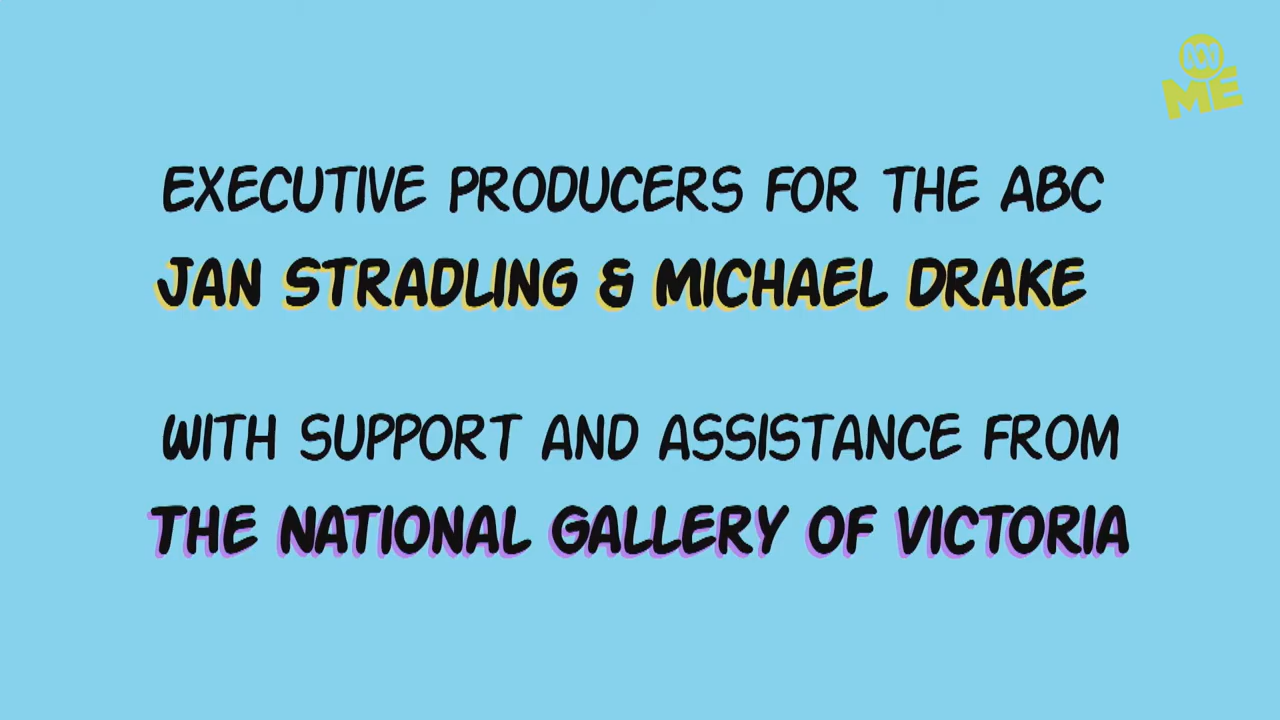 ME
EXECUTIVE PRODUCERS FOR THE ABC
JAN STRADLING & MICHAEL DRAKE
WITH SUPPORT AND ASSISTANCE FROM
THE NATIONAL GALLERY OF VICTORIA